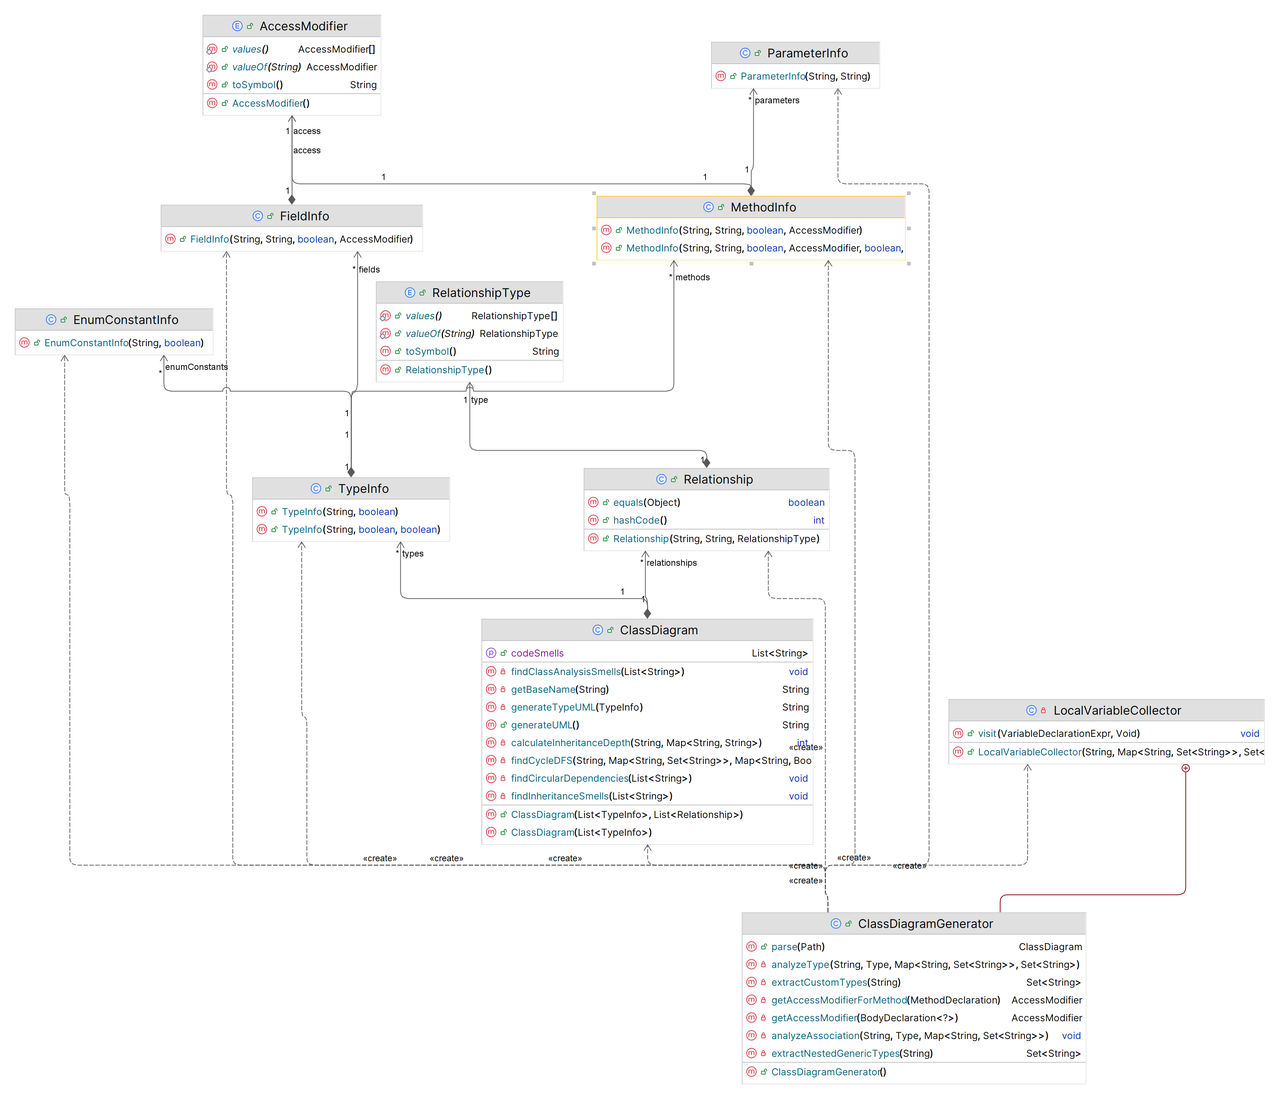 AccessModifier
values() AccessModifier[]
valueOf(String) AccessModifier
toSymbol() String
AccessModifier()
ParameterInfo
ParameterInfo(String, String)
* parameters
1 access
access
1
1
1
1
FieldInfo
FieldInfo(String, String, boolean, AccessModifier)
MethodInfo
MethodInfo(String, String, boolean, AccessModifier)
MethodInfo(String, String, boolean, AccessModifier, boolean,
* fields
* methods
RelationshipType
values() RelationshipType[]
valueOf(String) RelationshipType
toSymbol() String
RelationshipType()
EnumConstantInfo
EnumConstantInfo(String, boolean)
* enumConstants
1 type
1
1
1
1
TypeInfo
TypeInfo(String, boolean)
TypeInfo(String, boolean, boolean)
Relationship
equals(Object) boolean
hashCode() int
Relationship(String, String, RelationshipType)
* types
* relationships
1
1
ClassDiagram
codeSmells List<String>
findClassAnalysisSmells(List<String>) void
getBaseName(String) String
generateTypeUML(TypeInfo) String
generateUML() String
calculateInheritanceDepth(String, Map<String, String>) int
«create»
findCycleDFS(String, Map<String, Set<String>>, Map<String, Boo
findCircularDependencies(List<String>) void
findInheritanceSmells(List<String>) void
ClassDiagram(List<TypeInfo>, List<Relationship>)
ClassDiagram(List<TypeInfo>)
LocalVariableCollector
visit(VariableDeclarationExpr, Void) void
LocalVariableCollector(String, Map<String, Set<String>>, Set<
«create» «create» «create» «create» «create» «create»
«create»
ClassDiagramGenerator
parse(Path) ClassDiagram
analyzeType(String, Type, Map<String, Set<String>>, Set<String>)
extractCustomTypes(String) Set<String>
getAccessModifierForMethod(MethodDeclaration) AccessModifier
getAccessModifier(BodyDeclaration<?>) AccessModifier
analyzeAssociation(String, Type, Map<String, Set<String>>) void
extractNestedGenericTypes(String) Set<String>
ClassDiagramGenerator()